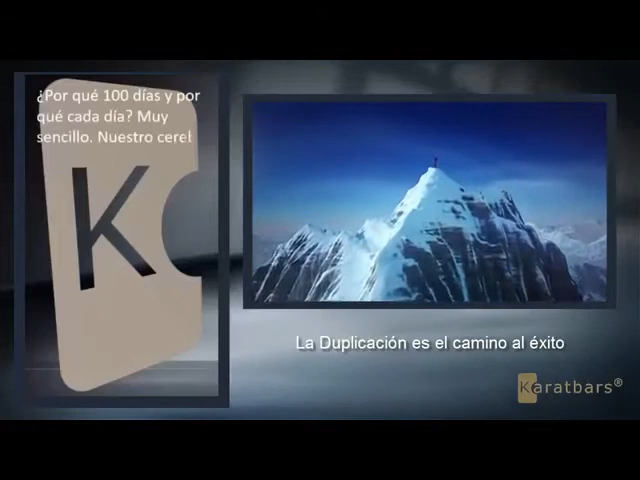 ¿Por qué 100 días y por
qué cada día? Muy
sencillo. Nuestro cerel
K
La Duplicación es el camino al éxito
Karatbars®